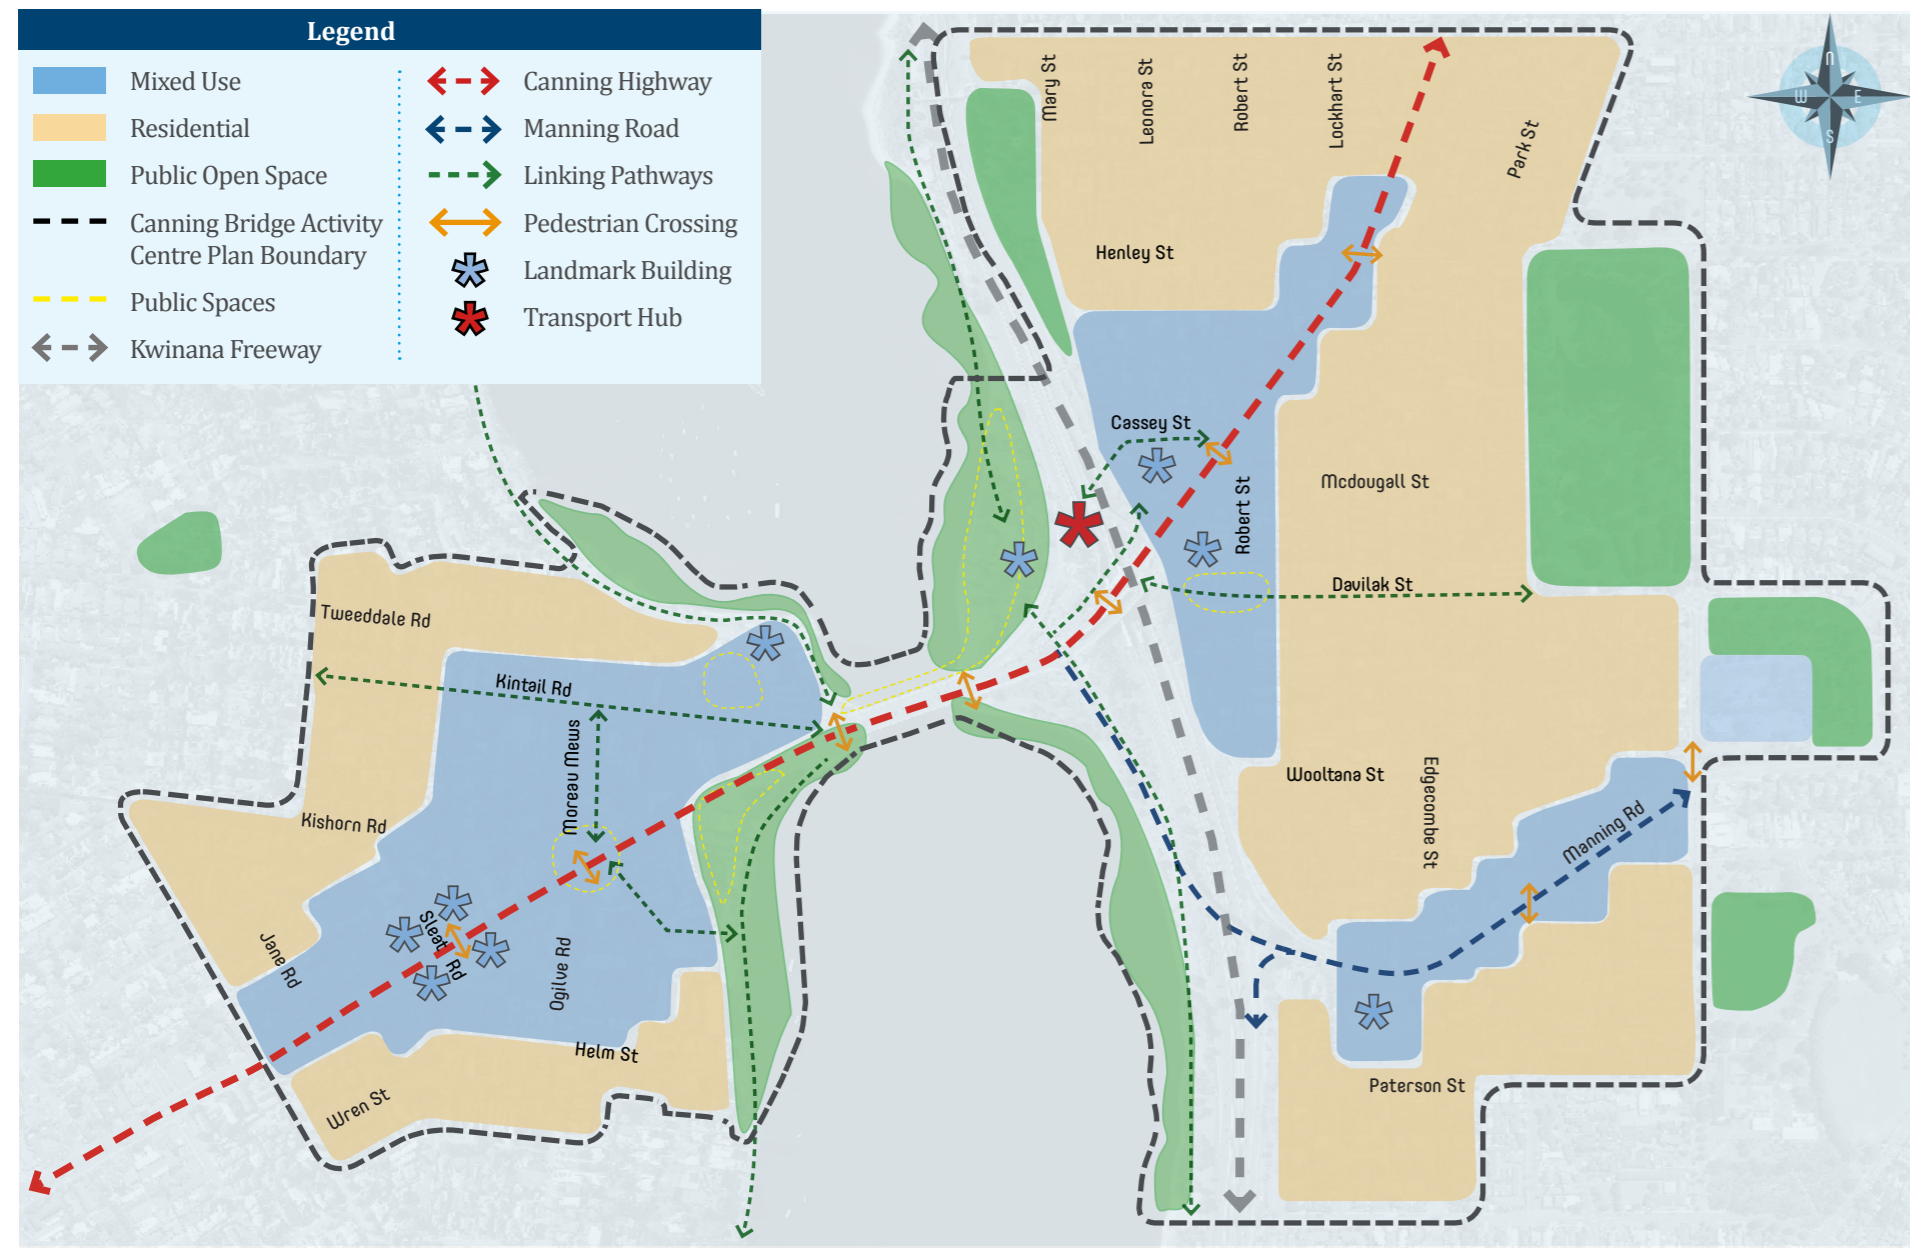 Legend
Mixed Use
Residential
Public Open Space
Canning Bridge Activity
Centre Plan Boundary
Public Spaces
Kwinana Freeway
Canning Highway
Manning Road
Linking Pathways
Pedestrian Crossing
Landmark Building
Transport Hub
N
W
E
S
Mary St
Leonora St
Robert St
Lockhart St
Park St
Henley St
Cassey St
Mcdougall St
Robert St
Davilak St
Tweeddale Rd
Kintail Rd
Moreau Mews
Wooltana St
Edgecombe St
Manning Rd
Kishorn Rd
Sleat Rd
Jane Rd
Ogilve Rd
Helm St
Wren St
Paterson St